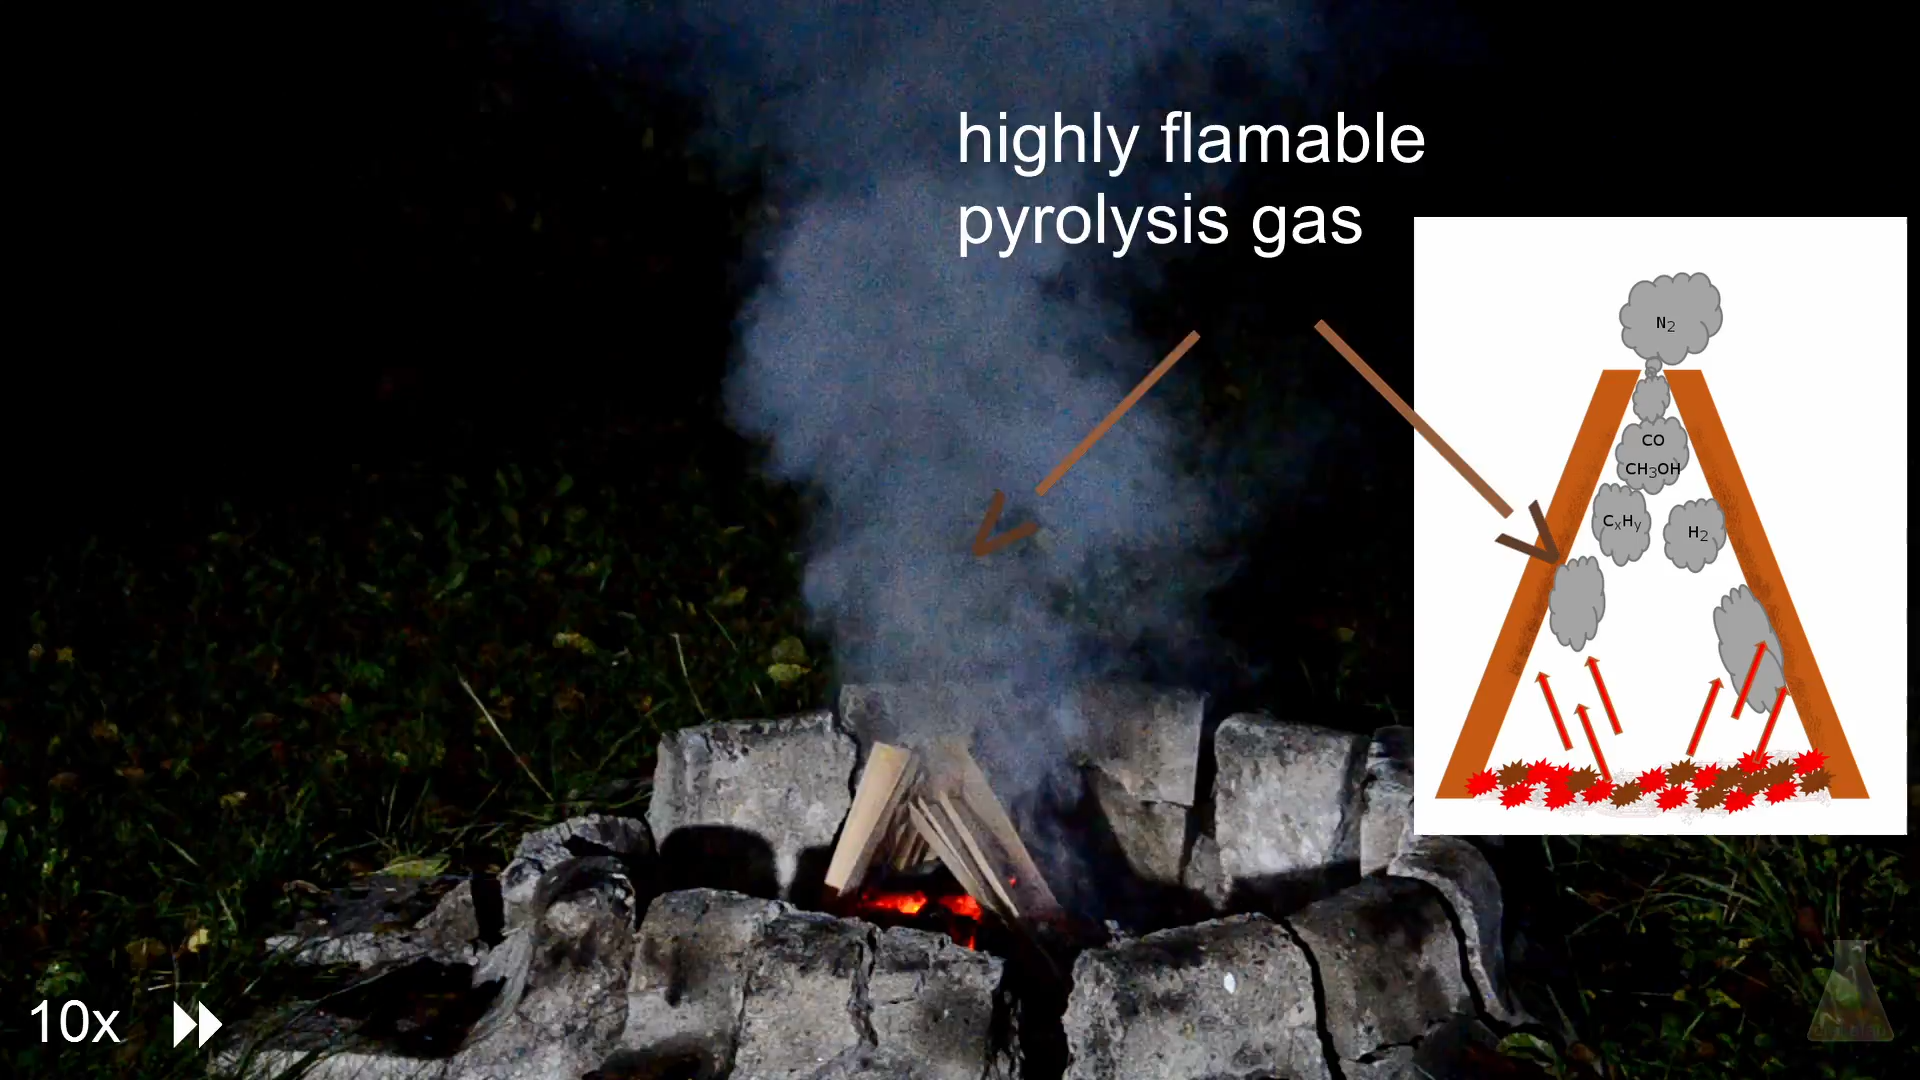 highly flamable
pyrolysis gas
N2
CO
CH3OH
CxHy
H2
10x